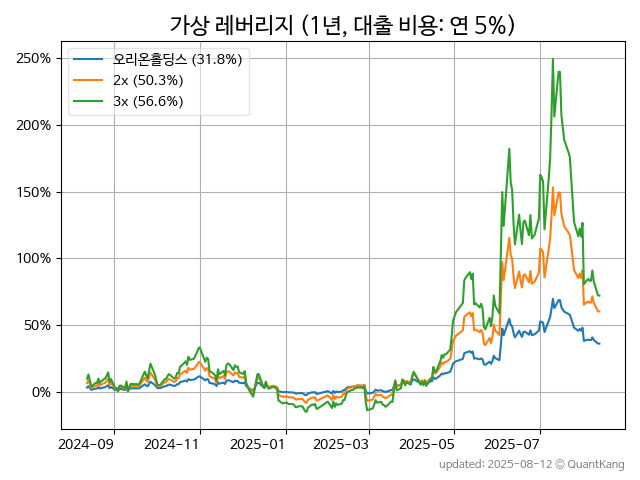 가상 레버리지 (1년, 대출 비용: 연 5%)
250%
200%
150%
100%
50%
0%
오리온홀딩스 (31.8%)
2x (50.3%)
3x (56.6%)
2024-09 2024-11 2025-01 2025-03 2025-05 2025-07
updated: 2025-08-12 © QuantKang